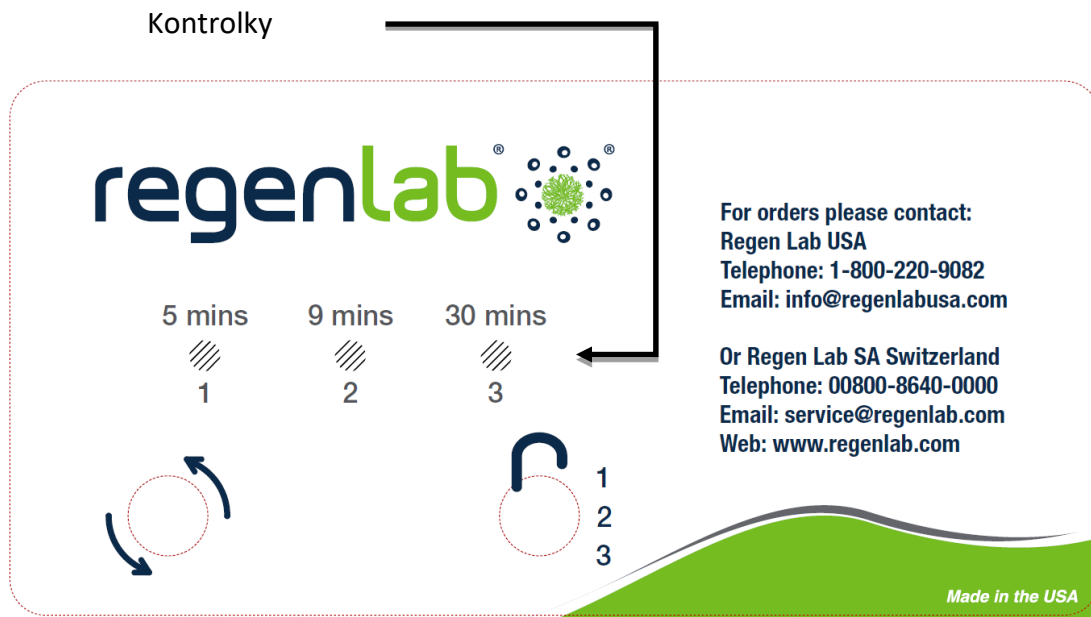 Kontrolky
regenlab® ®
5 mins 9 mins 30 mins
1 2 3
1
2
3
For orders please contact:
Regen Lab USA
Telephone: 1-800-220-9082
Email: info@regenlabusa.com
Or Regen Lab SA Switzerland
Telephone: 00800-8640-0000
Email: service@regenlab.com
Web: www.regenlab.com
Made in the USA